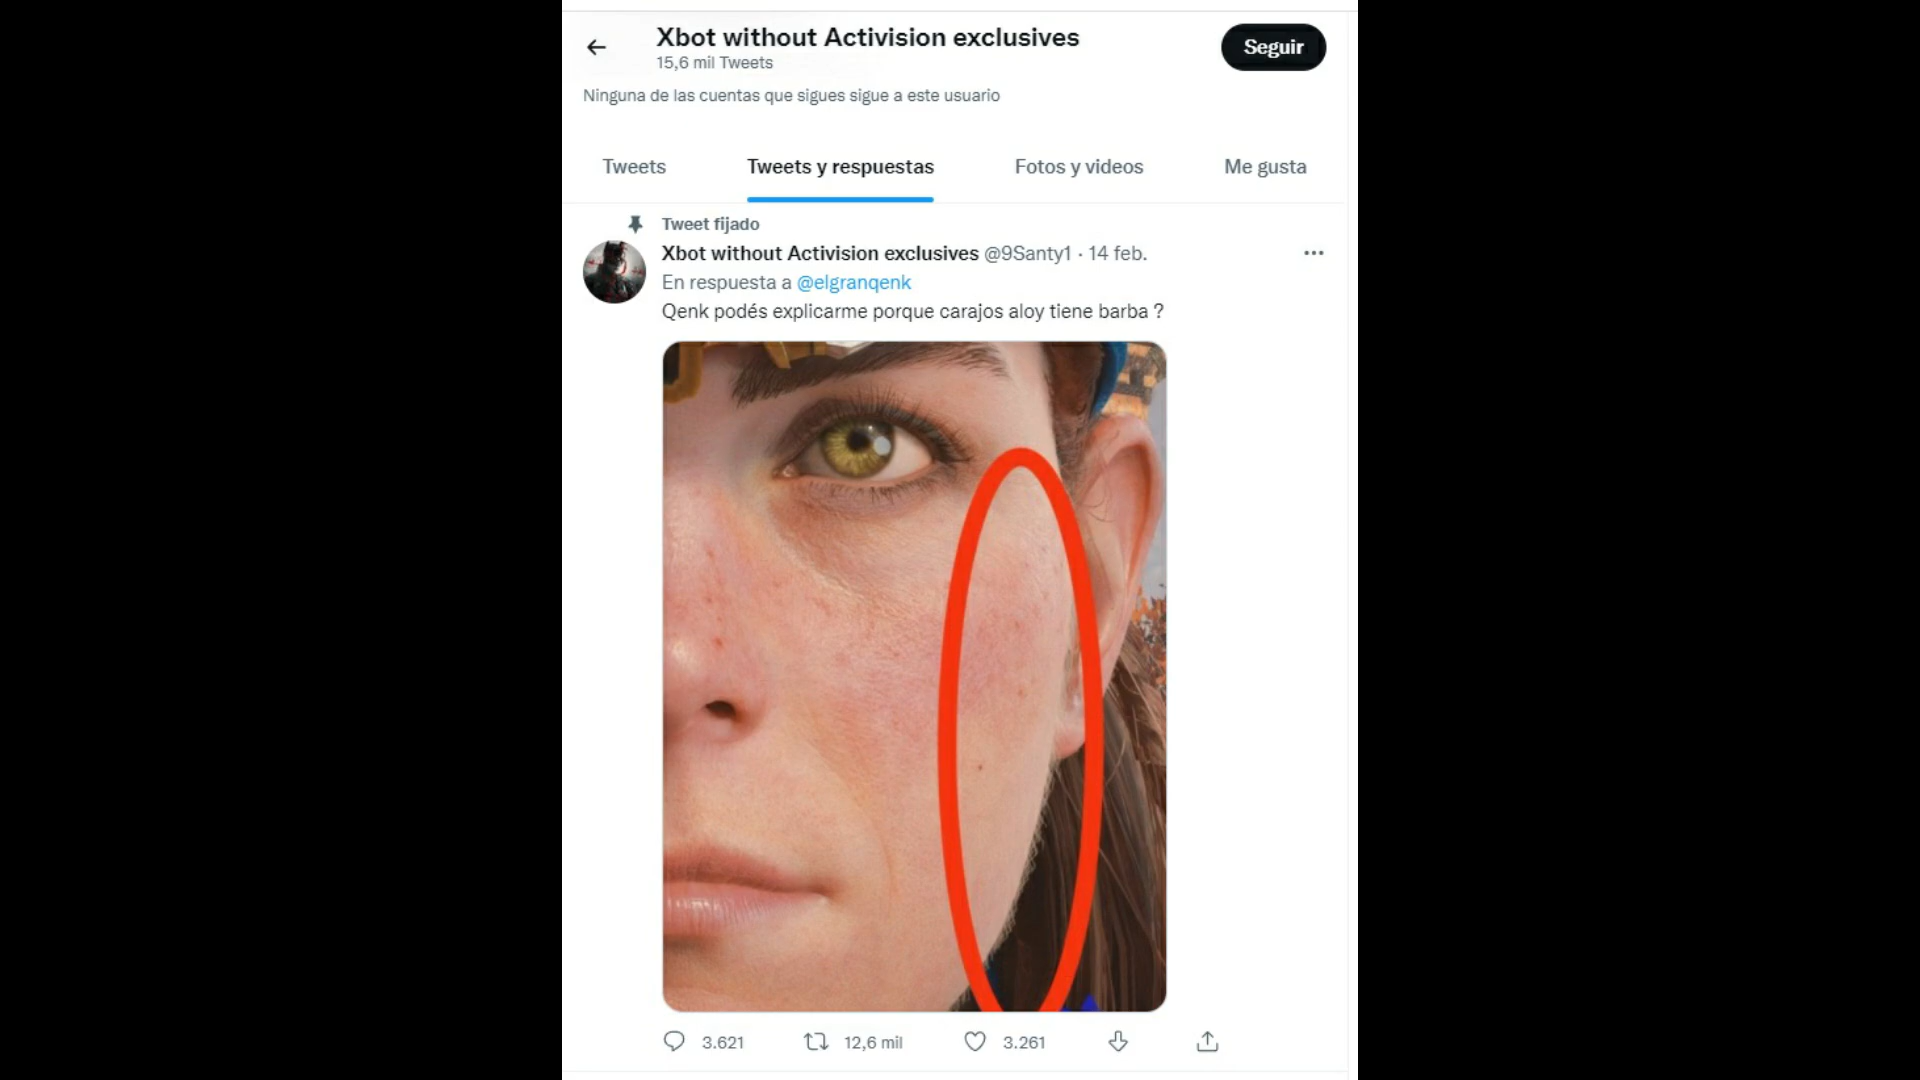 Xbot without Activision exclusives
15,6 mil Tweets
Seguir
Ninguna de las cuentas que sigues sigue a este usuario
Tweets
Tweets y respuestas
Fotos y videos
Me gusta
Tweet fijado
Xbot without Activision exclusives @9Santy1 · 14 feb.
En respuesta a @elgranqenk
Qenk podés explicarme porque carajos aloy tiene barba ?
3.621
12,6 mil
3.261